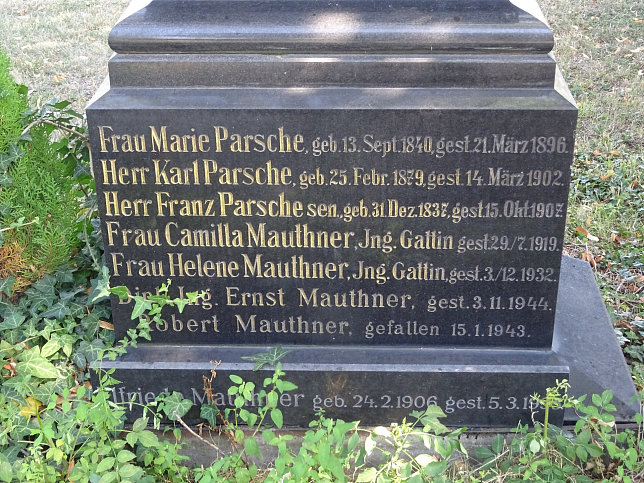 Frau Marie Parsche, geb. 13. Sept. 1840, gest. 21. März 1896.
Herr Karl Parsche, geb. 25. Febr. 1879, gest. 14. März 1902.
Herr Franz Parsche sen., geb. 31. Dez. 1837, gest. 15. Okt. 1907.
Frau Camilla Mauthner, Jng. Gattin gest. 29./7. 1919.
Frau Helene Mauthner, Jng. Gattin, gest. 3./12. 1932.
Ing. Ernst Mauthner, gest. 3.11.1944.
Robert Mauthner, gefallen 15.1.1943.
Mauthner geb. 24.2.1906 gest. 5.3.